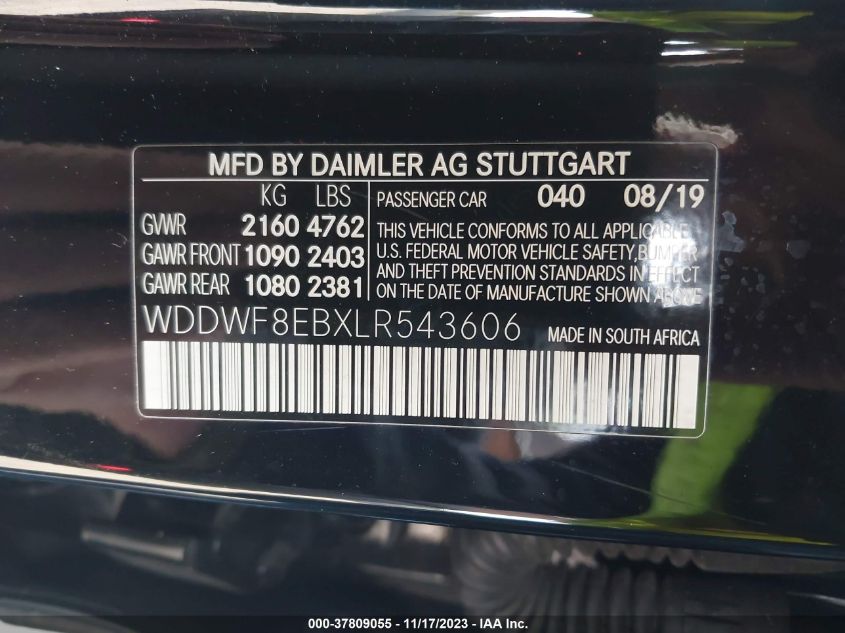 MFD BY DAIMLER AG STUTTGART
KG LBS
GVWR 2160 4762
GAWR FRONT 1090 2403
GAWR REAR 1080 2381
PASSENGER CAR 040 08/19
THIS VEHICLE CONFORMS TO ALL APPLICABLE
U.S. FEDERAL MOTOR VEHICLE SAFETY, BUMPER
AND THEFT PREVENTION STANDARDS IN EFFECT
ON THE DATE OF MANUFACTURE SHOWN ABOVE
WDDWF8EBXLR543606 MADE IN SOUTH AFRICA
000-37809055 - 11/17/2023 - IAA Inc.